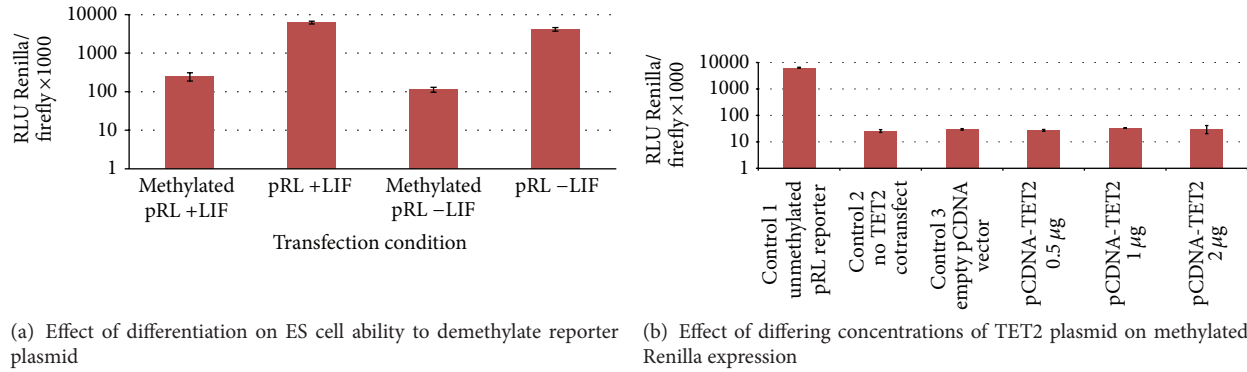 RLU Renilla/
firefly×1000
10000
1000
100
10
1
Methylated
pRL +LIF
pRL +LIF
Methylated
pRL −LIF
pRL −LIF
Transfection condition
(a) Effect of differentiation on ES cell ability to demethylate reporter
plasmid
RLU Renilla/
firefly×1000
10000
1000
100
10
1
Control 1
unmethylated
pRL reporter
Control 2
no TET2
cotransfect
Control 3
empty pCDNA
vector
pCDNA-TET2
0.5 μg
pCDNA-TET2
1 μg
pCDNA-TET2
2 μg
(b) Effect of differing concentrations of TET2 plasmid on methylated
Renilla expression